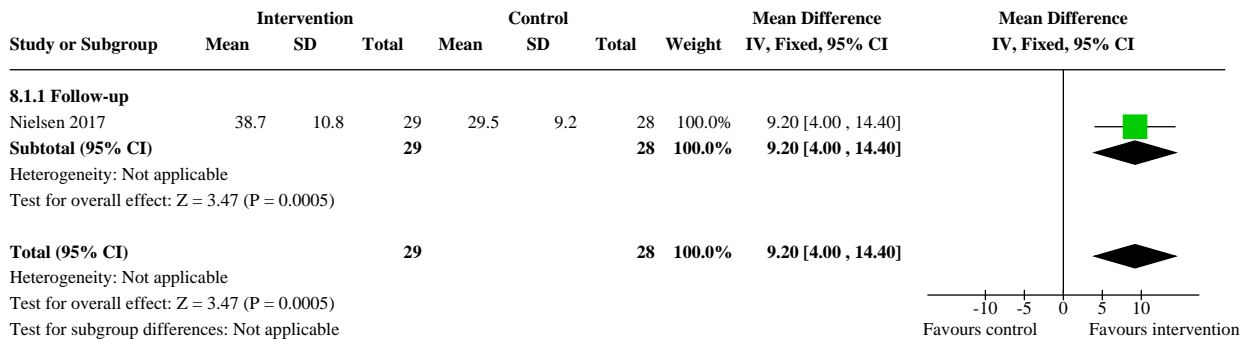 Intervention Control Mean Difference Mean Difference
Study or Subgroup Mean SD Total Mean SD Total Weight IV, Fixed, 95% CI IV, Fixed, 95% CI
8.1.1 Follow-up
Nielsen 2017 38.7 10.8 29 29.5 9.2 28 100.0% 9.20 [4.00 , 14.40]
Subtotal (95% CI) 29 28 100.0% 9.20 [4.00 , 14.40]
Heterogeneity: Not applicable
Test for overall effect: Z = 3.47 (P = 0.0005)
Total (95% CI) 29 28 100.0% 9.20 [4.00 , 14.40]
Heterogeneity: Not applicable
Test for overall effect: Z = 3.47 (P = 0.0005)
-10 -5 0 5 10
Test for subgroup differences: Not applicable Favours control Favours intervention